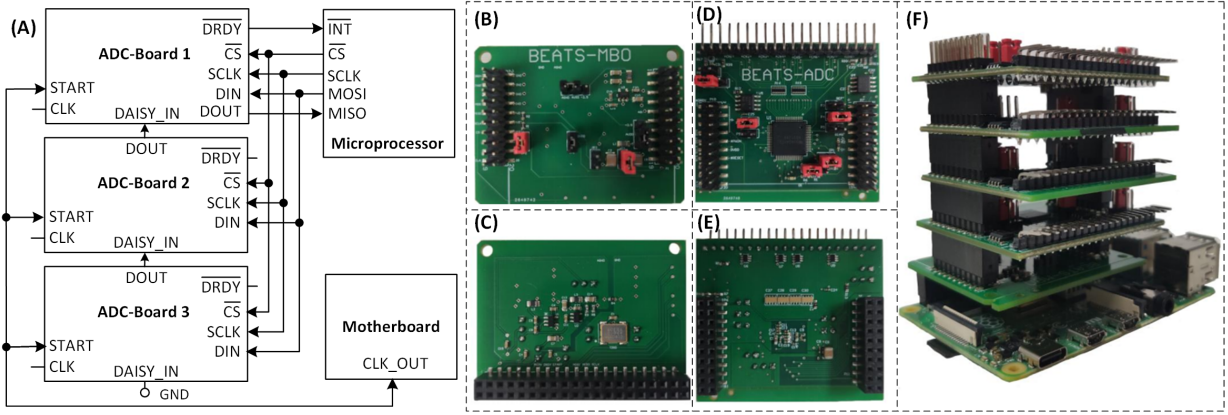 (A)
ADC-Board 1
DRDY
CS
SCLK
DIN
DOUT
START
CLK
DAISY_IN
INT
CS
SCLK
MOSI
MISO
Microprocessor
DOUT
ADC-Board 2
DRDY
CS
SCLK
DIN
START
CLK
DAISY_IN
DOUT
ADC-Board 3
DRDY
CS
SCLK
DIN
START
CLK
DAISY_IN
GND
Motherboard
CLK_OUT
(B)
BEATS-MB0
(C)
(D)
BEATS-ADC
(E)
(F)